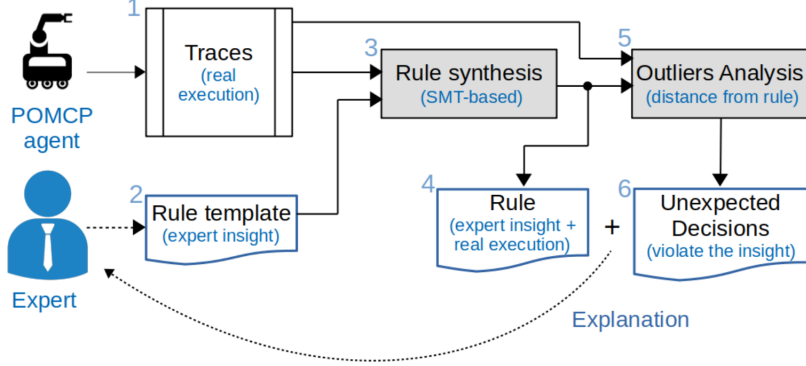 1
Traces
(real
execution)
POMCP
agent
2
Rule template
(expert insight)
Expert
3
Rule synthesis
(SMT-based)
4
Rule
(expert insight +
real execution)
+
5
Outliers Analysis
(distance from rule)
6
Unexpected
Decisions
(violate the insight)
Explanation